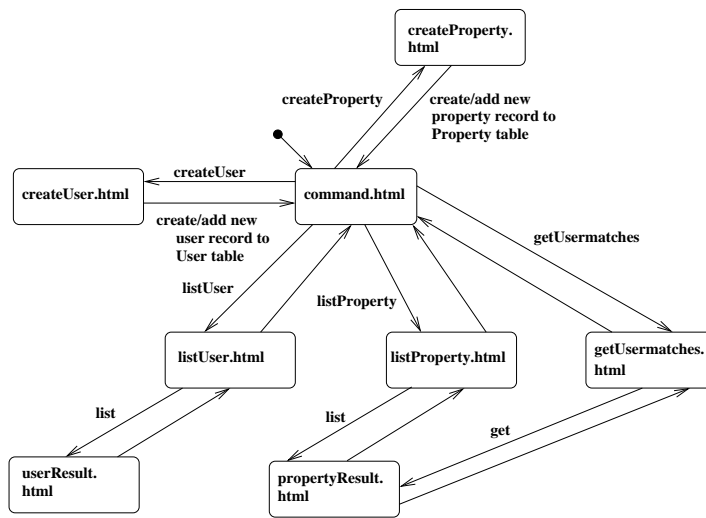 createProperty.
html
createProperty
create/add new
property record to
Property table
createUser
createUser.html
command.html
create/add new
user record to
User table
getUsermatches
listUser
listProperty
listUser.html
listProperty.html
getUsermatches.
html
list
list
get
userResult.
html
propertyResult.
html